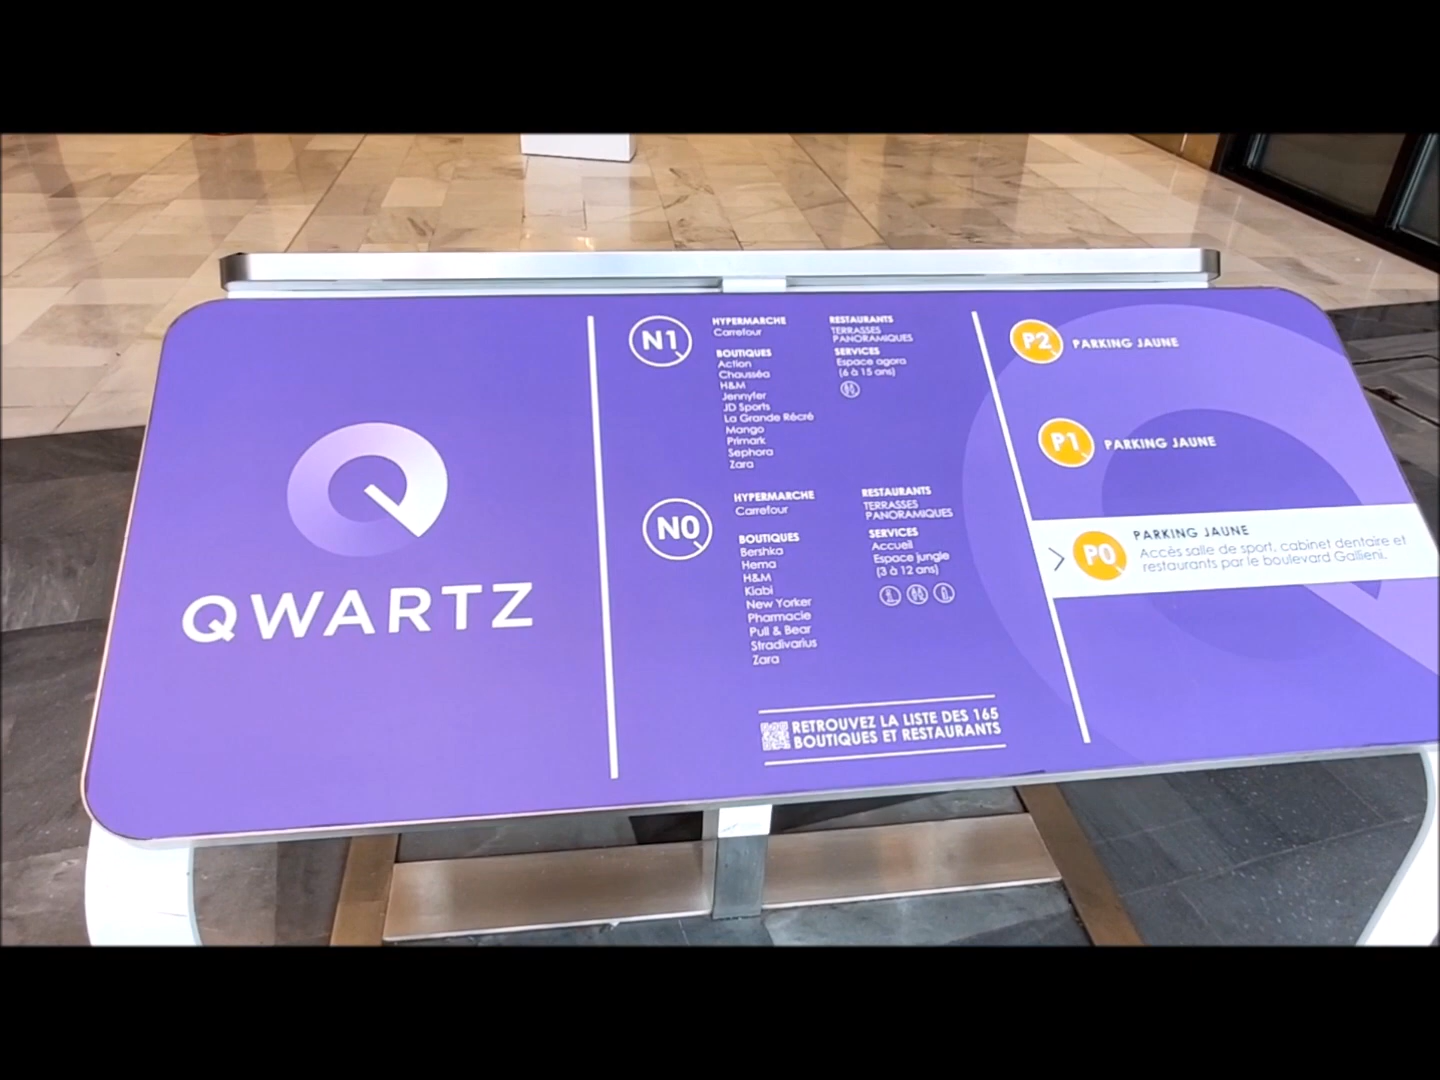 QWARTZ
N1
HYPERMARCHE
Carrefour
BOUTIQUES
Action
Chausséa
H&M
Jennyfer
JD Sports
La Grande Récré
Mango
Primark
Sephora
Zara
RESTAURANTS
TERRASSES
PANORAMIQUES
SERVICES
Espace agora
(6 à 15 ans)
N0
HYPERMARCHE
Carrefour
BOUTIQUES
Bershka
Hema
H&M
Kiabi
New Yorker
Pharmacie
Pull & Bear
Stradivarius
Zara
RESTAURANTS
TERRASSES
PANORAMIQUES
SERVICES
Accueil
Espace jungle
(3 à 12 ans)
RETROUVEZ LA LISTE DES 165
BOUTIQUES ET RESTAURANTS
P2 PARKING JAUNE
P1 PARKING JAUNE
P0 PARKING JAUNE
Accès salle de sport, cabinet dentaire et
restaurants par le boulevard Gallieni.